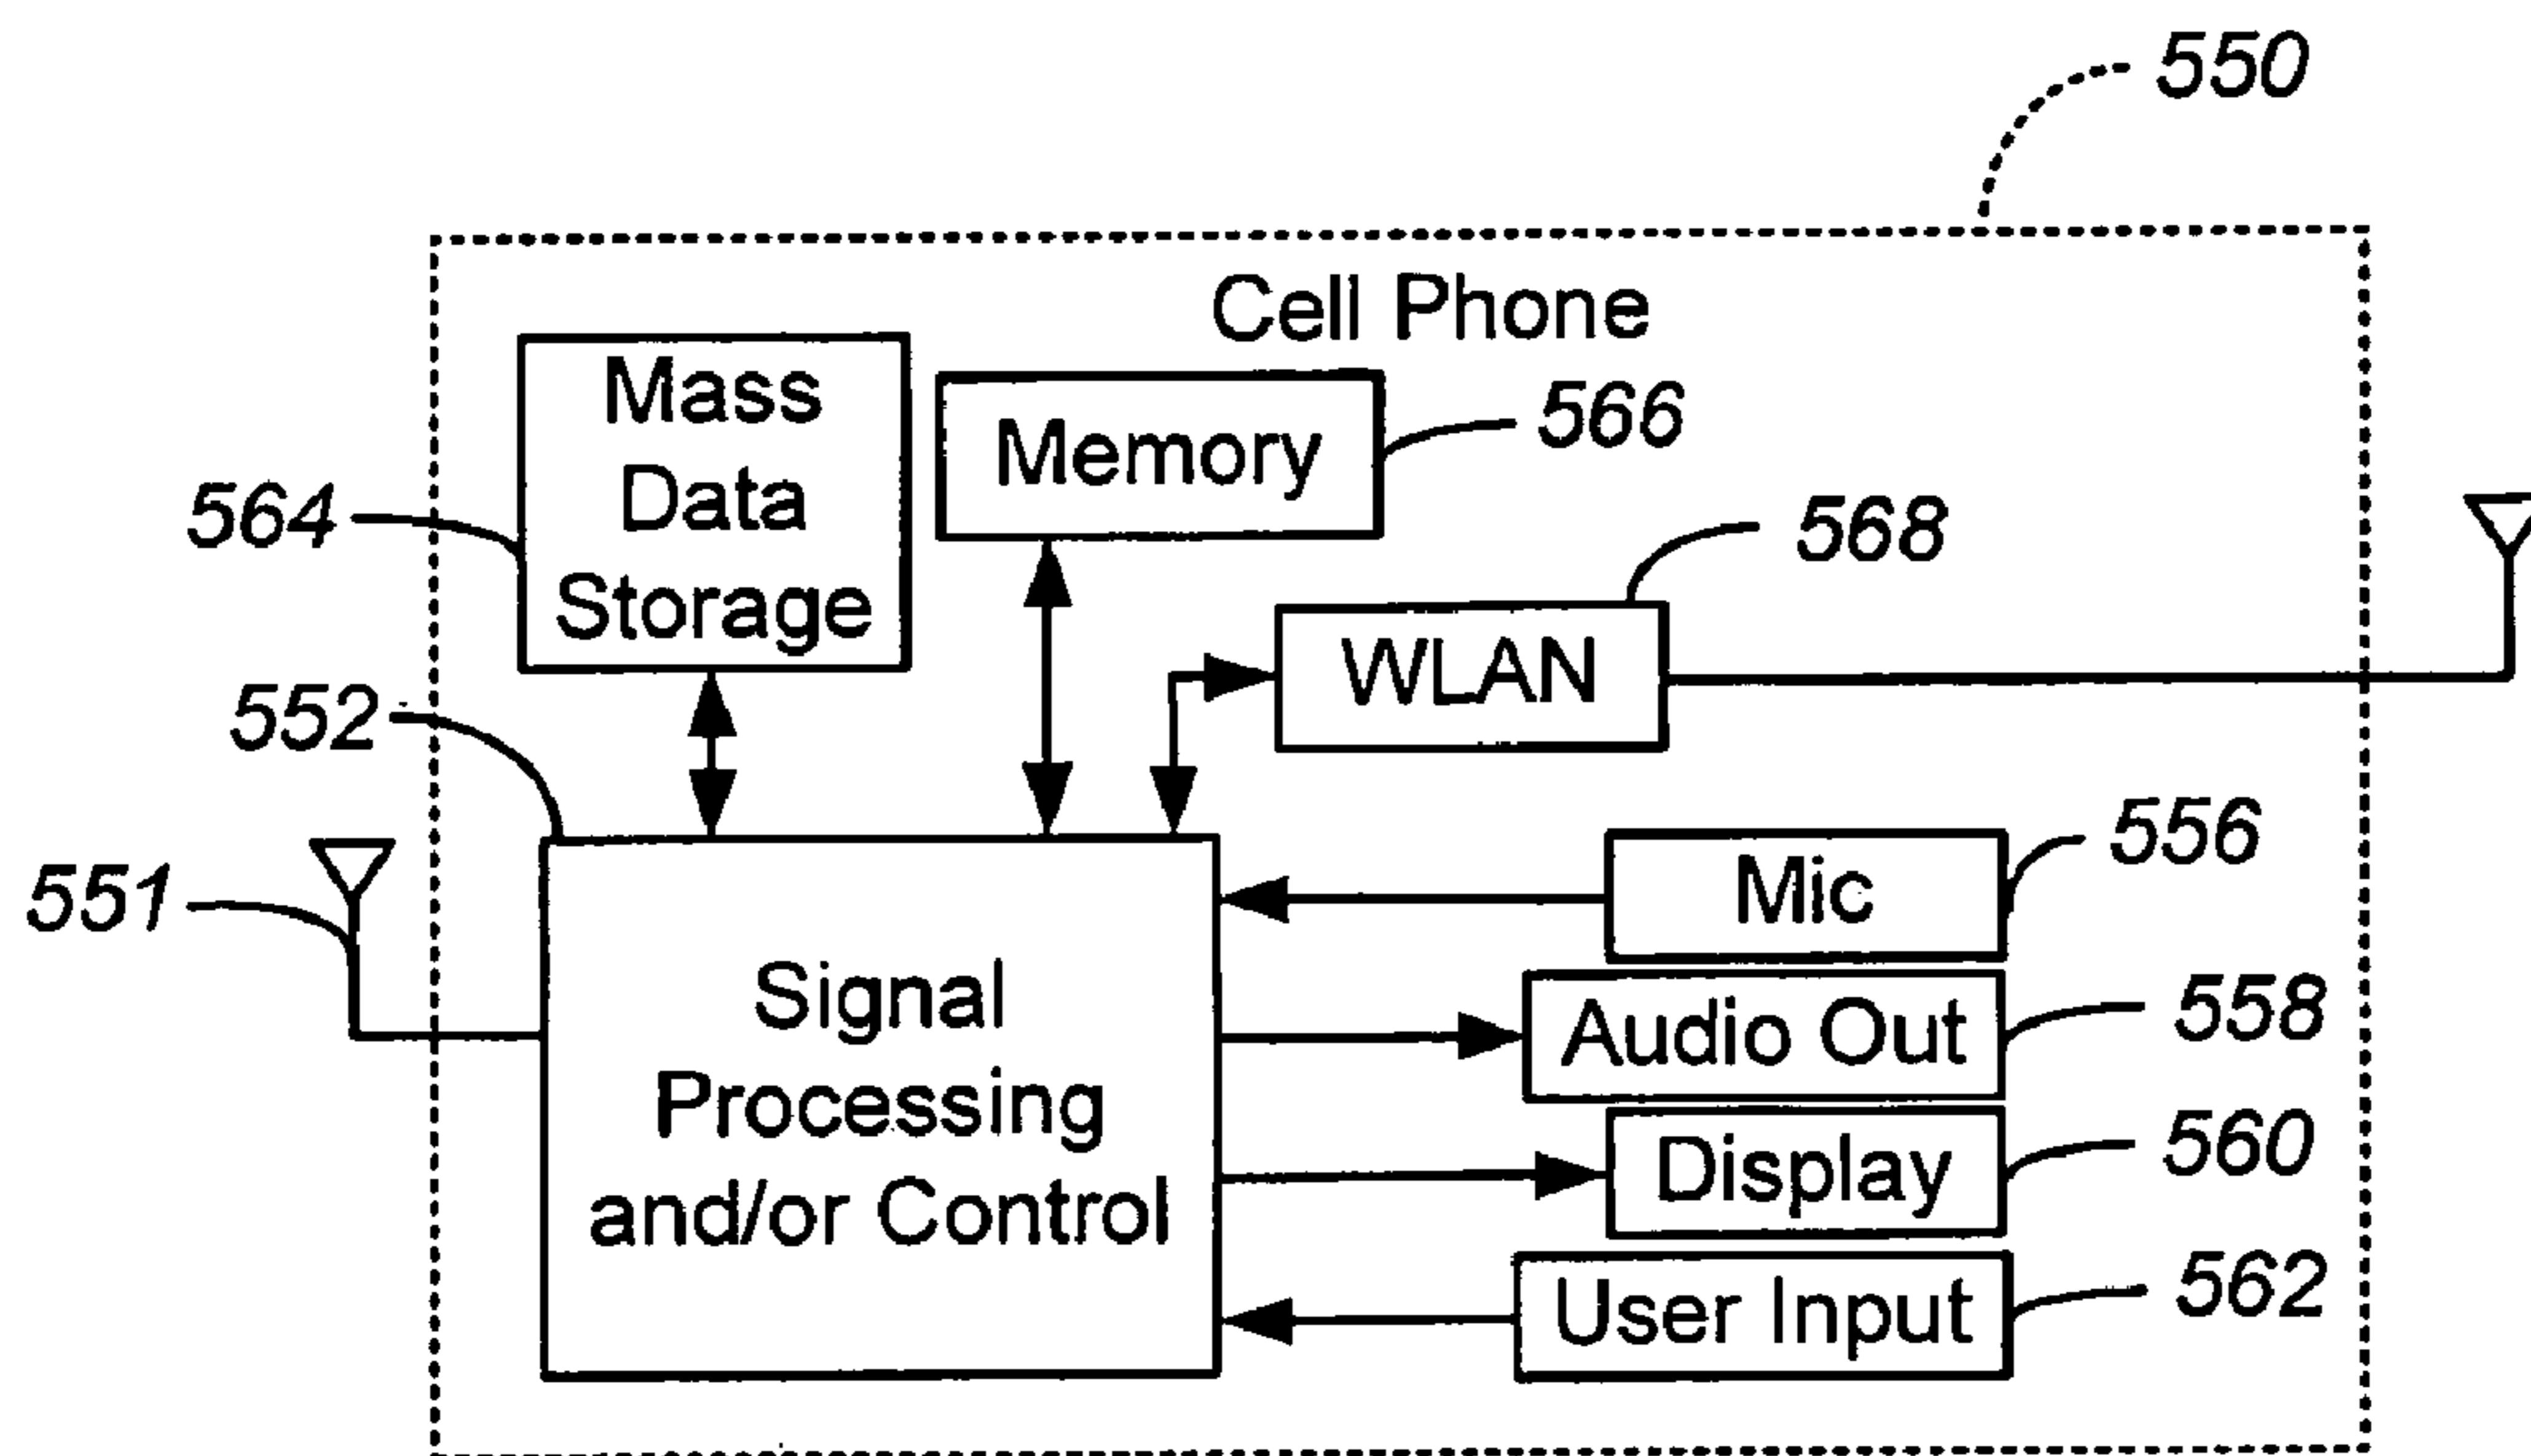 550
Cell Phone
Mass
Data
Storage
564
Memory
566
WLAN
568
552
551
Signal
Processing
and/or Control
Mic
556
Audio Out
558
Display
560
User Input
562